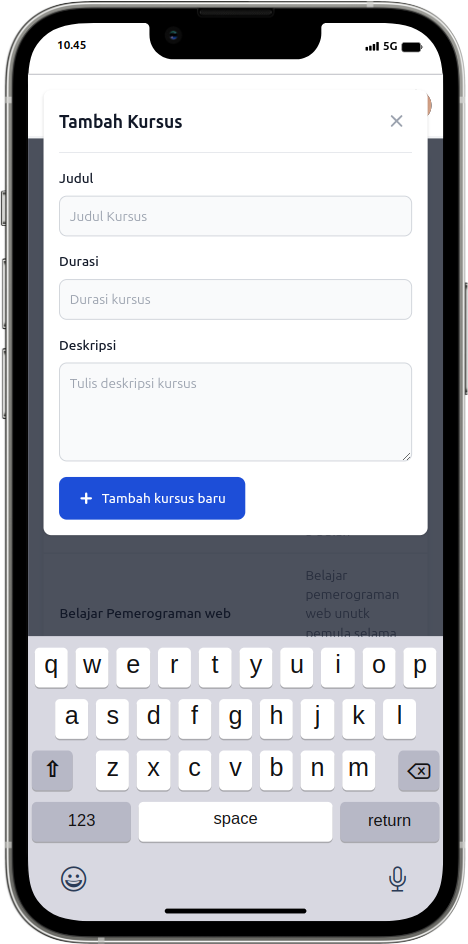 10.45 5G
Tambah Kursus
Judul
Judul Kursus
Durasi
Durasi kursus
Deskripsi
Tulis deskripsi kursus
Tambah kursus baru
Belajar
pemerograman
Belajar Pemerograman web
web unutk
pemula selama
q w e r t y u i o p
a s d f g h j k l
z x c v b n m
123 space return